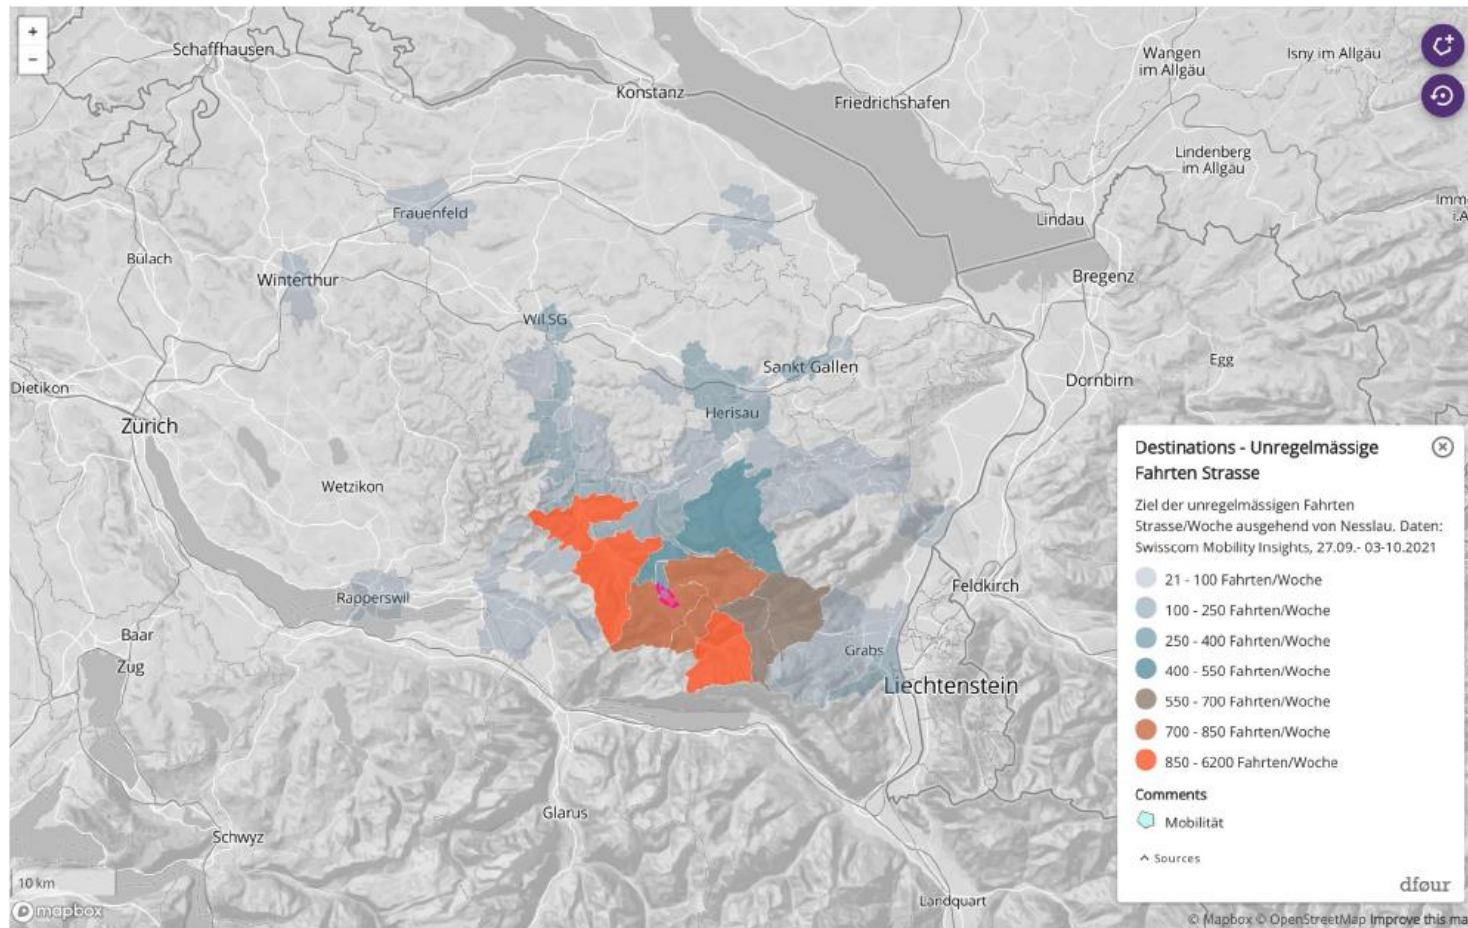 +
−
Schaffhausen
Konstanz
Friedrichshafen
Wangen
im Allgäu
Isny im Allgäu
Lindenberg
im Allgäu
Imme
i.A
Frauenfeld
Lindau
Bülach
Winterthur
Bregenz
Wil SG
Egg
Dietikon
Sankt Gallen
Dornbirn
Zürich
Herisau
Wetzikon
Feldkirch
Rapperswil
Baar
Zug
Grabs
Liechtenstein
Glarus
Schwyz
Landquart
10 km
mapbox
Destinations - Unregelmässige
Fahrten Strasse
Ziel der unregelmässigen Fahrten
Strasse/Woche ausgehend von Nesslau. Daten:
Swisscom Mobility Insights, 27.09.- 03-10.2021
21 - 100 Fahrten/Woche
100 - 250 Fahrten/Woche
250 - 400 Fahrten/Woche
400 - 550 Fahrten/Woche
550 - 700 Fahrten/Woche
700 - 850 Fahrten/Woche
850 - 6200 Fahrten/Woche
Comments
Mobilität
Sources
dføur
© Mapbox © OpenStreetMap Improve this ma